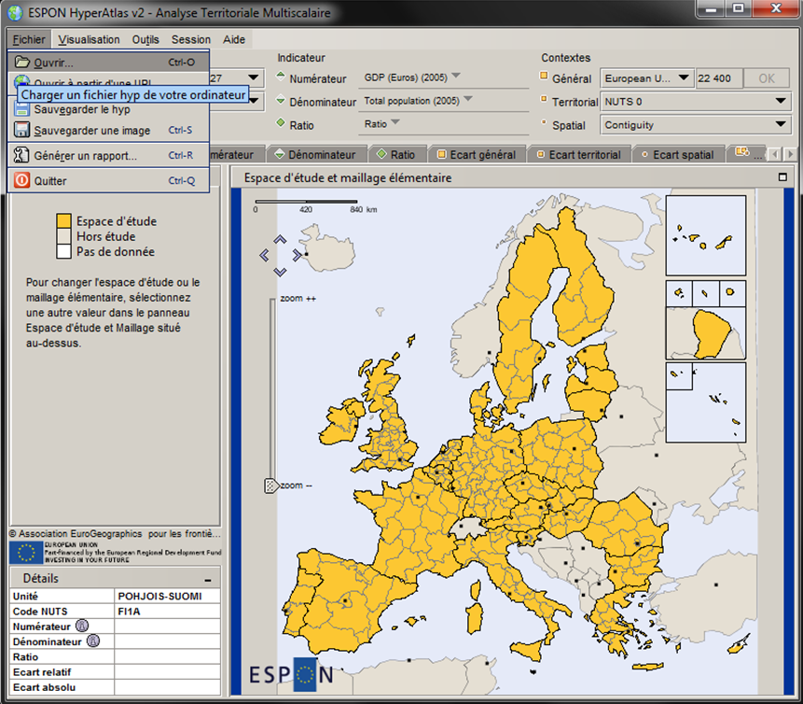 ESPON HyperAtlas v2 - Analyse Territoriale Multiscalaire
Fichier Visualisation Outils Session Aide
Ouvrir... Ctrl-O
Ouvrir à partir d'une URL
Charger un fichier hyp de votre ordinateur
Sauvegarder le hyp
Sauvegarder une image Ctrl-S
Générer un rapport... Ctrl-R
Quitter Ctrl-Q
27
Indicateur
Numérateur GDP (Euros) (2005)
Dénominateur Total population (2005)
Ratio Ratio
Contextes
Général European U... 22 400 OK
Territorial NUTS 0
Spatial Contiguity
mérateur Dénominateur Ratio Ecart général Ecart territorial Ecart spatial ...
Espace d'étude
Hors étude
Pas de donnée
Pour changer l'espace d'étude ou le
maillage élémentaire, sélectionnez
une autre valeur dans le panneau
Espace d'étude et Maillage situé
au-dessus.
© Association EuroGeographics pour les frontiè...
EUROPEAN UNION
Part-financed by the European Regional Development Fund
INVESTING IN YOUR FUTURE
Détails
Unité POHJOIS-SUOMI
Code NUTS FI1A
Numérateur
Dénominateur
Ratio
Ecart relatif
Ecart absolu
Espace d'étude et maillage élémentaire
0 420 840 km
zoom ++
zoom --
ESPON